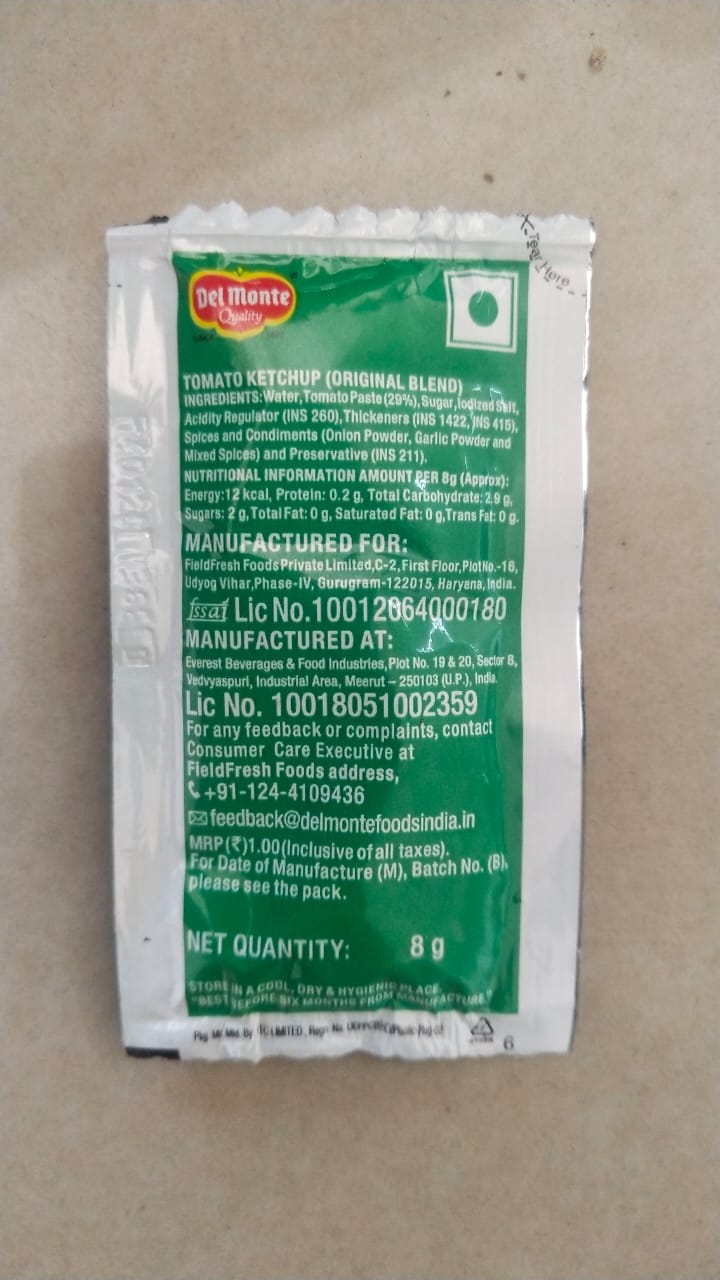 Tear Here
Del Monte
Quality
TOMATO KETCHUP (ORIGINAL BLEND)
INGREDIENTS:Water,Tomato Paste(29%),Sugar,Iodized Salt,
Acidity Regulator (INS 260),Thickeners (INS 1422, INS 415),
Spices and Condiments (Onion Powder, Garlic Powder and
Mixed Spices) and Preservative (INS 211).
NUTRITIONAL INFORMATION AMOUNT PER 8g (Approx):
Energy:12 kcal, Protein: 0.2 g, Total Carbohydrate: 2.9 g,
Sugars: 2 g,Total Fat: 0 g, Saturated Fat: 0 g,Trans Fat: 0 g.
MANUFACTURED FOR:
FieldFresh Foods Private Limited,C-2, First Floor,PlotNo.-16,
Udyog Vihar,Phase-IV, Gurugram-122015, Haryana, India.
fssai Lic No.10012064000180
MANUFACTURED AT:
Everest Beverages & Food Industries,Plot No. 19 & 20, Sector 8,
Vedvyaspuri, Industrial Area, Meerut – 250103 (U.P.), India.
Lic No. 10018051002359
For any feedback or complaints, contact
Consumer Care Executive at
FieldFresh Foods address,
+91-124-4109436
feedback@delmontefoodsindia.in
MRP(₹)1.00(Inclusive of all taxes).
For Date of Manufacture (M), Batch No. (B),
please see the pack.
NET QUANTITY: 8 g
STORE IN A COOL, DRY & HYGIENIC PLACE.
"BEST BEFORE SIX MONTHS FROM MANUFACTURE"
Pkg. Mt. Mfd. By ITC LIMITED, Regn. No.
6